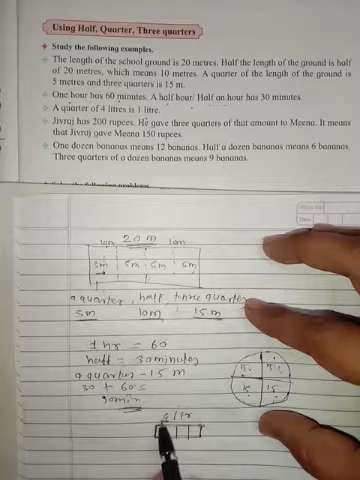 Using Half, Quarter, Three quarters
Study the following examples.
The length of the school ground is 20 metres. Half the length of the ground is half
of 20 metres, which means 10 metres. A quarter of the length of the ground is
5 metres and three quarters is 15 m.
One hour has 60 minutes. A half hour/ Half an hour has 30 minutes.
A quarter of 4 litres is 1 litre.
Jivraj has 200 rupees. He gave three quarters of that amount to Meena. It means
that Jivraj gave Meena 150 rupees.
One dozen bananas means 12 bananas. Half a dozen bananas means 6 bananas.
Three quarters of a dozen bananas means 9 bananas.
10m 20m 10m
5m 5m 5m 5m
a quarter, half, three quarter
5m 10m 15m
1 hr = 60
half = 30 minutes
a quarter - 15 m
30 + 60s
90min
15